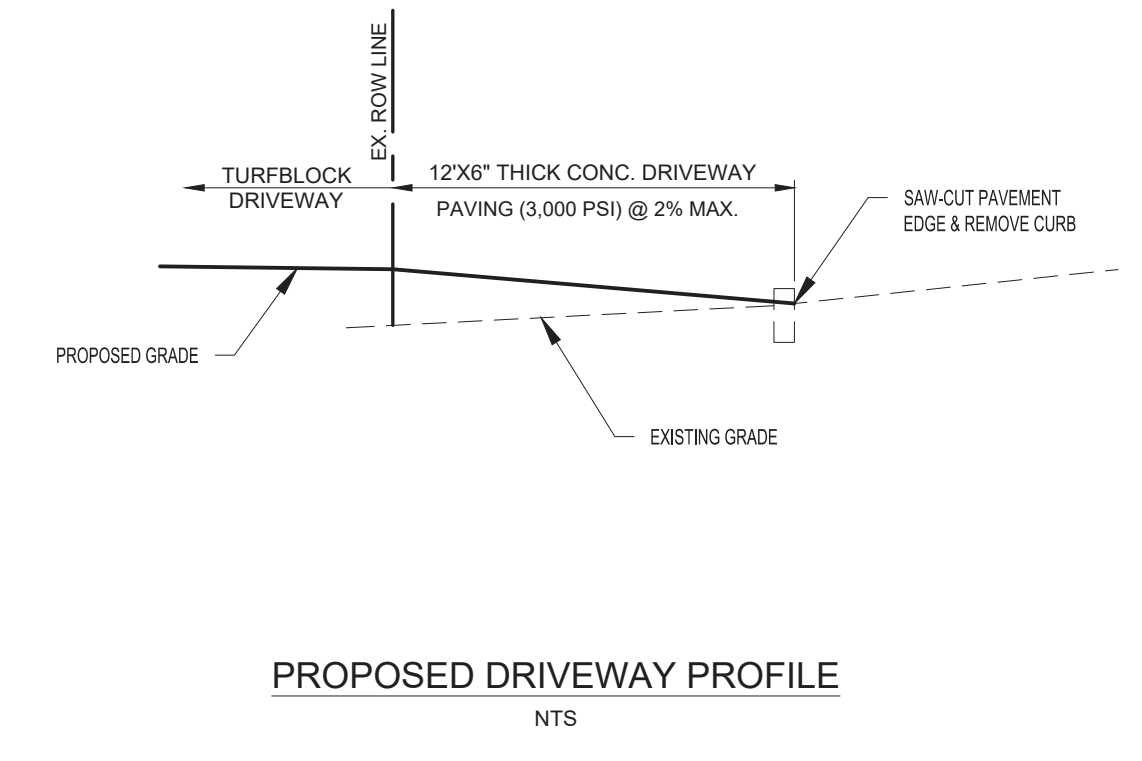 EX. ROW LINE
TURFBLOCK
DRIVEWAY
12'X6" THICK CONC. DRIVEWAY
PAVING (3,000 PSI) @ 2% MAX.
SAW-CUT PAVEMENT
EDGE & REMOVE CURB
PROPOSED GRADE
EXISTING GRADE
PROPOSED DRIVEWAY PROFILE
NTS